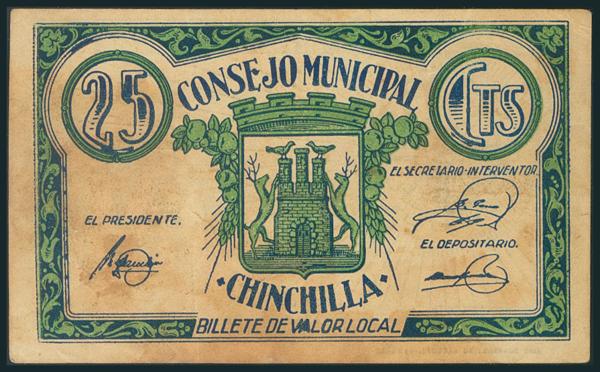 CONSEJO MUNICIPAL
25
CTS
EL SECRETARIO-INTERVENTOR
EL PRESIDENTE.
EL DEPOSITARIO.
·CHINCHILLA·
BILLETE DE VALOR LOCAL